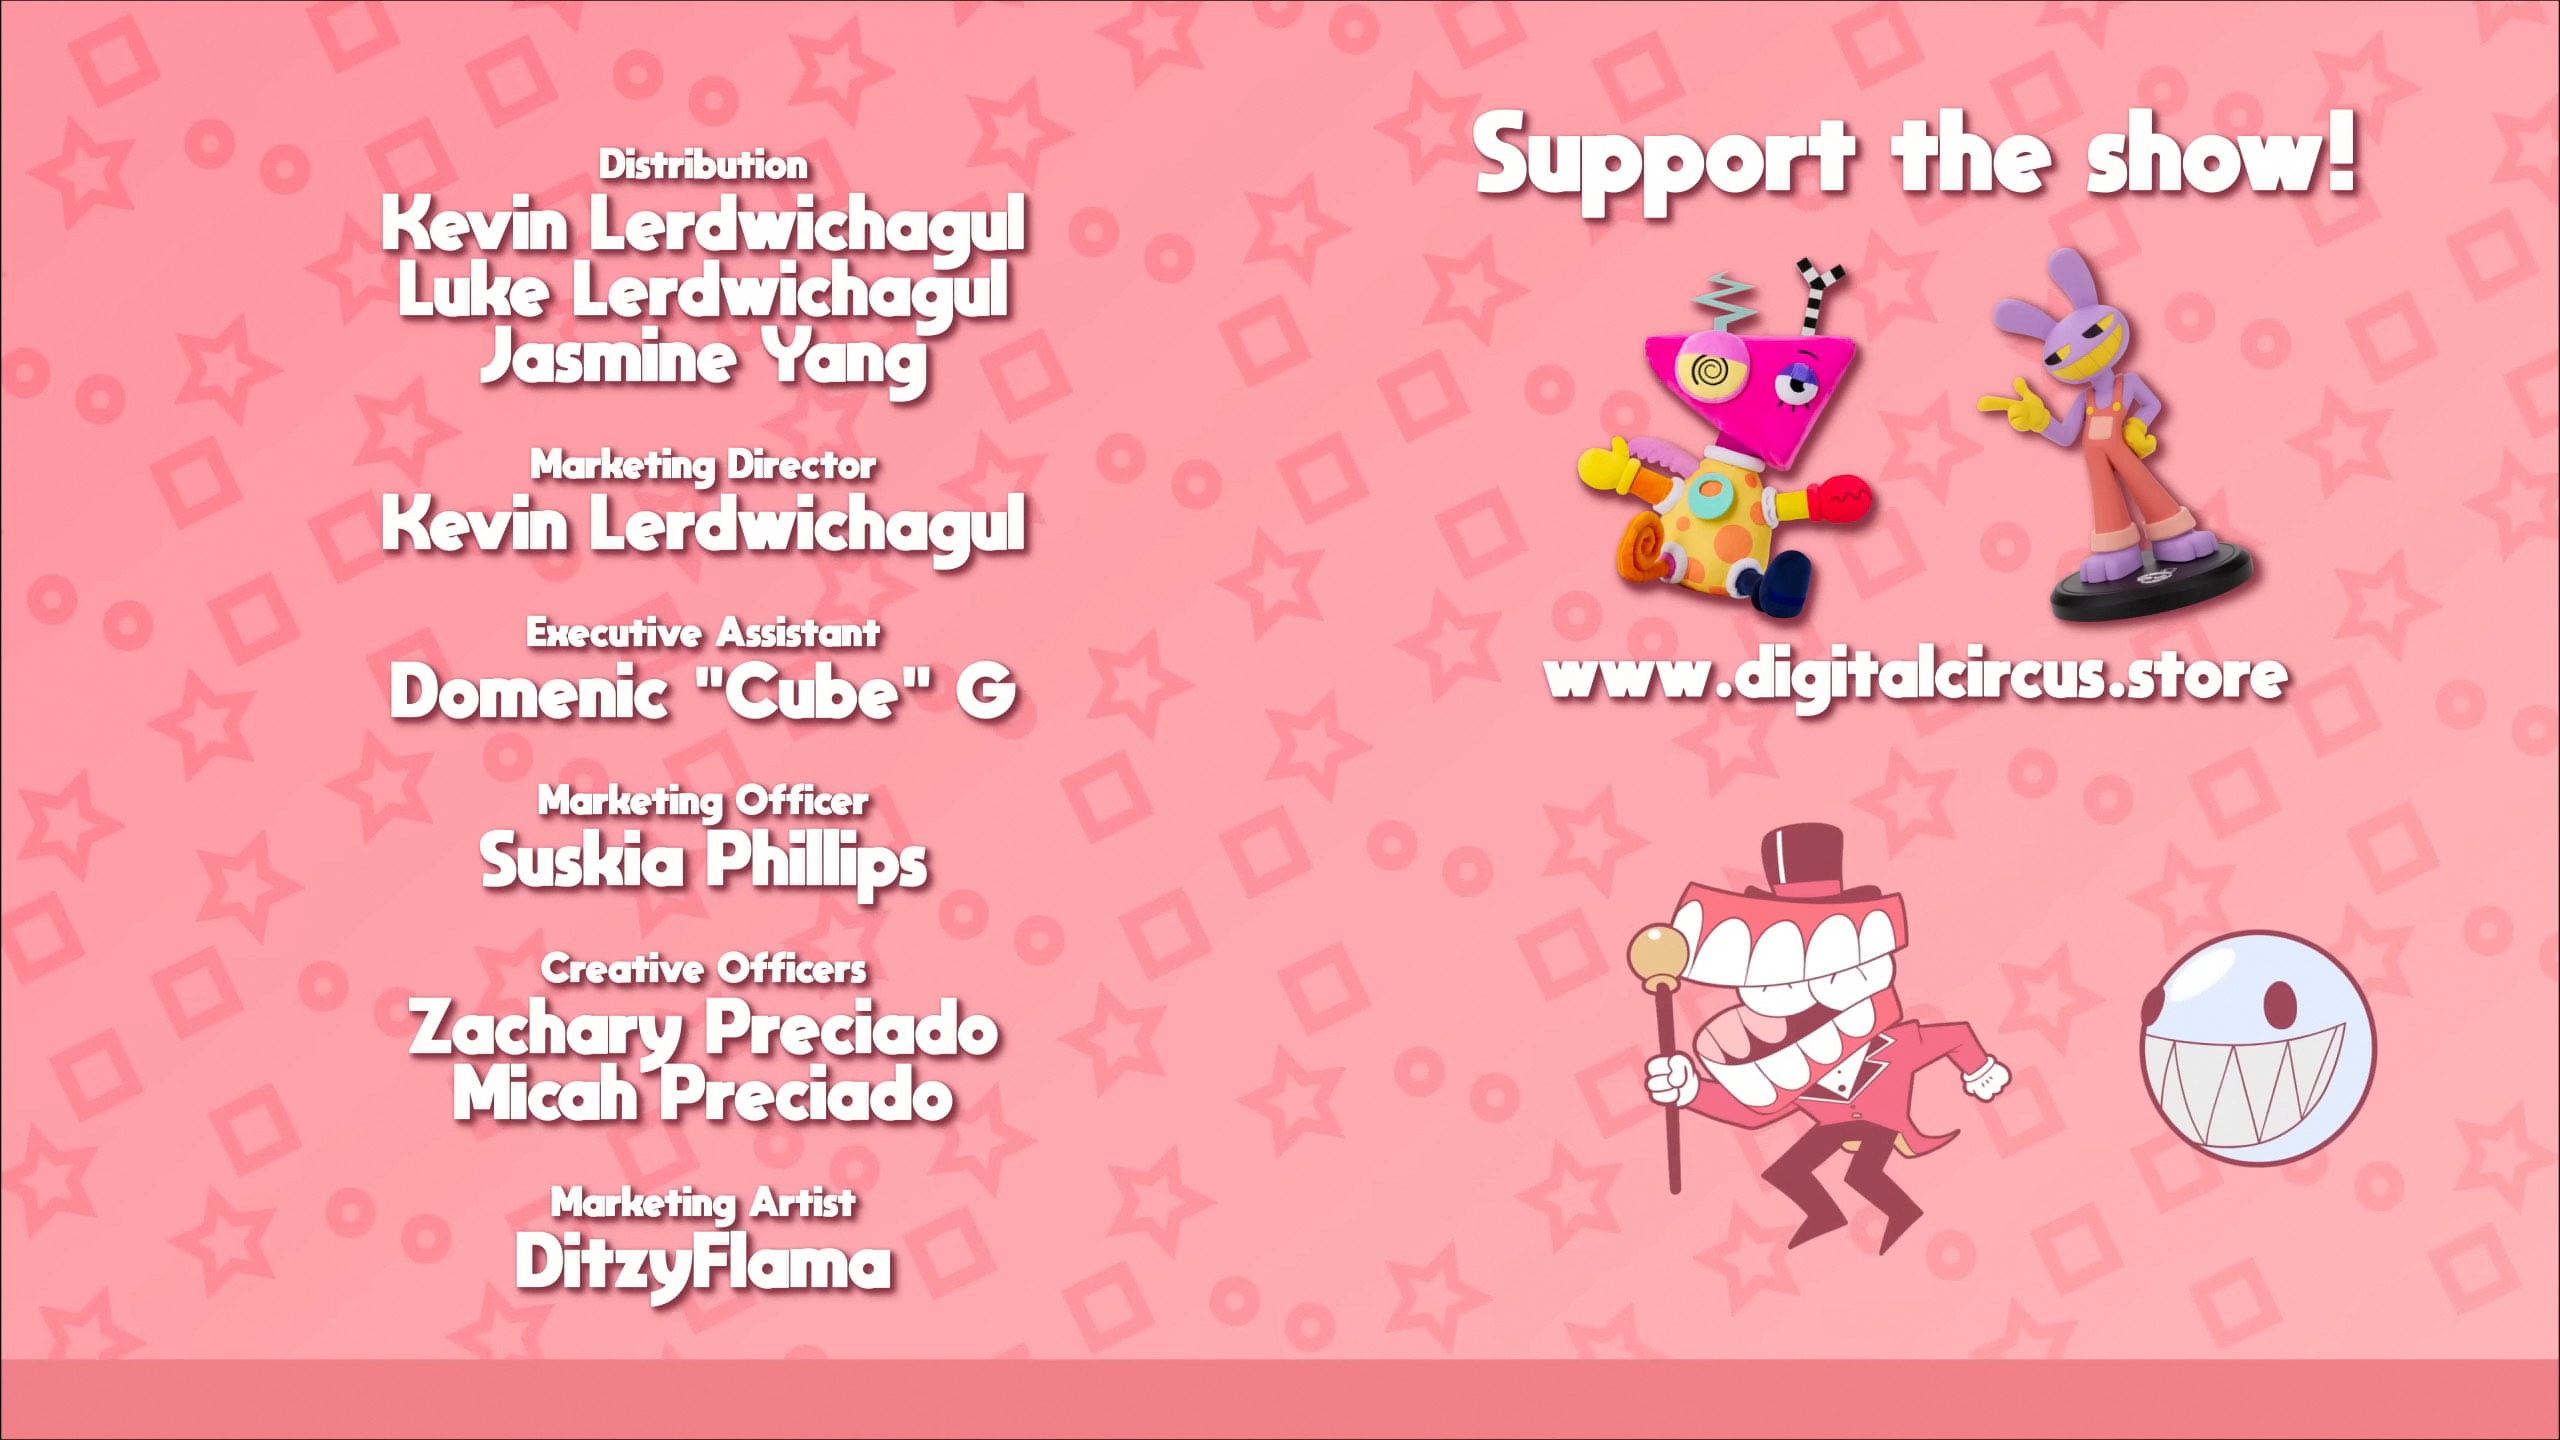 Distribution
Kevin Lerdwichagul
Luke Lerdwichagul
Jasmine Yang
Marketing Director
Kevin Lerdwichagul
Executive Assistant
Domenic "Cube" G
Marketing Officer
Suskia Phillips
Creative Officers
Zachary Preciado
Micah Preciado
Marketing Artist
DitzyFlama
Support the show!
www.digitalcircus.store